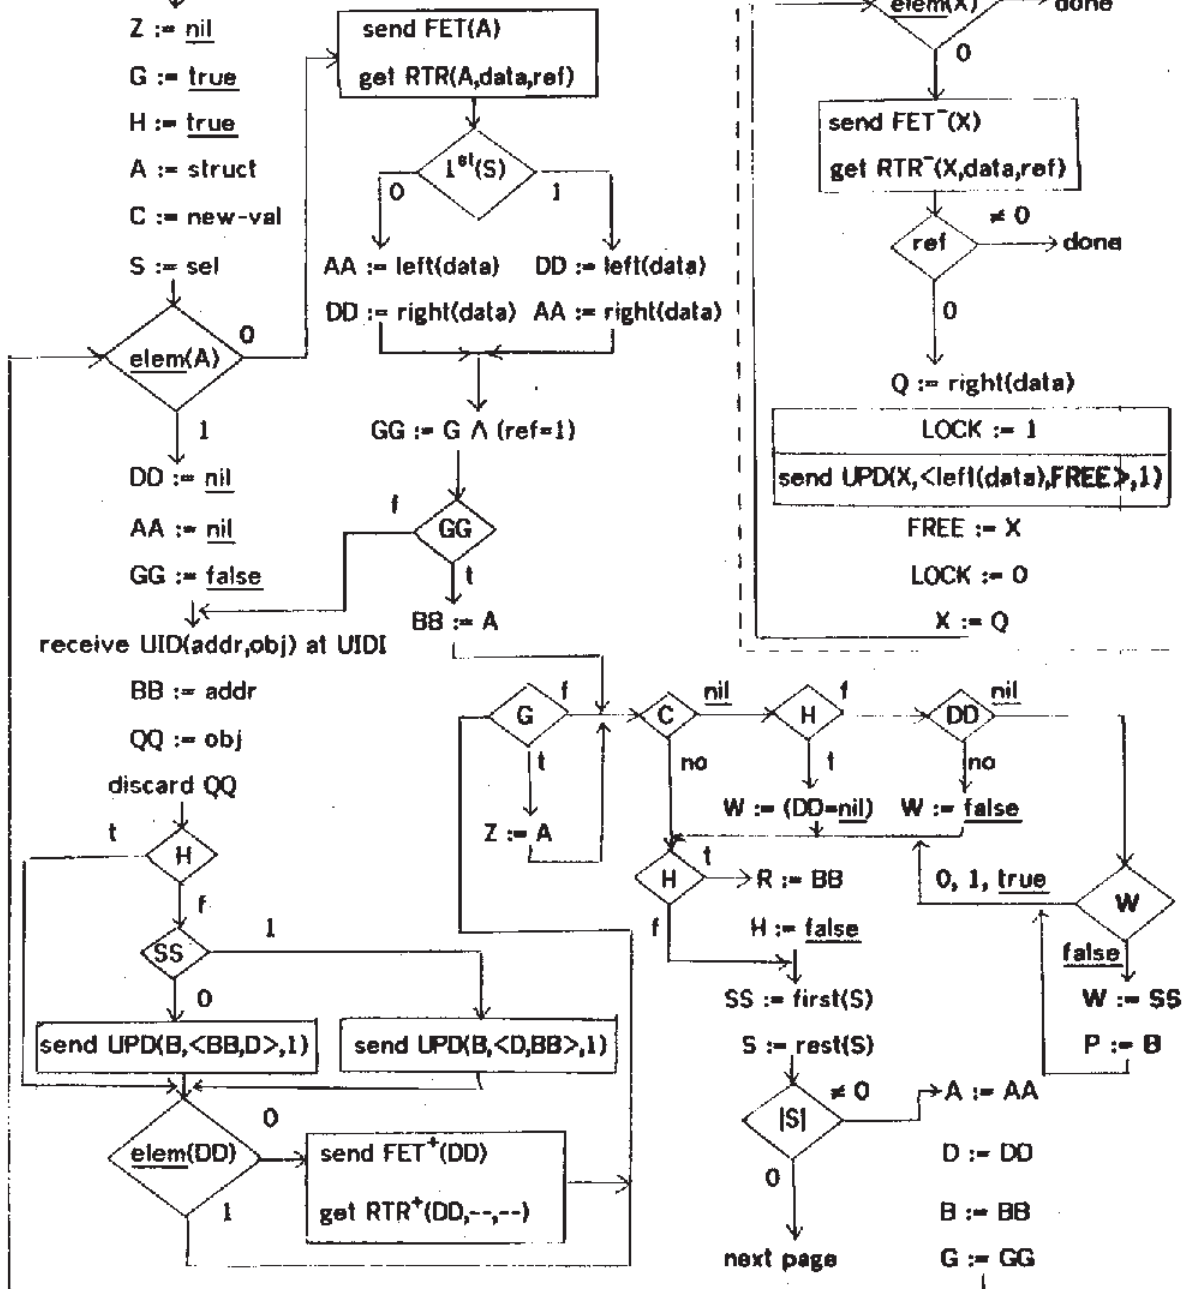 Z := nil
G := true
H := true
A := struct
C := new-val
S := sel
elem(A)
0
1
DD := nil
AA := nil
GG := false
receive UID(addr,obj) at UIDI
BB := addr
QQ := obj
discard QQ
t
H
f
SS
1
0
send UPD(B,<BB,D>,1)
send UPD(B,<D,BB>,1)
elem(DD)
0
1
send FET⁺(DD)
get RTR⁺(DD,--,--)
send FET(A)
get RTR(A,data,ref)
1st(S)
0
1
AA := left(data)
DD := right(data)
DD := left(data)
AA := right(data)
GG := G ∧ (ref=1)
f
GG
t
BB := A
G
f
t
Z := A
C
nil
no
H
f
t
W := (DD=nil)
DD
nil
no
W := false
H
t
f
R := BB
H := false
SS := first(S)
S := rest(S)
|S|
≠ 0
0
next page
0, 1, true
W
false
W := SS
P := B
A := AA
D := DD
B := BB
G := GG
elem(X)
done
0
send FET⁻(X)
get RTR⁻(X,data,ref)
ref
≠ 0
done
0
Q := right(data)
LOCK := 1
send UPD(X,<left(data),FREE>,1)
FREE := X
LOCK := 0
X := Q